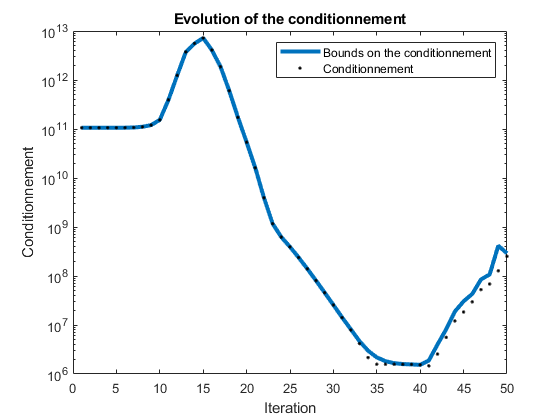 Evolution of the conditionnement
10^13
10^12
10^11
10^10
10^9
10^8
10^7
10^6
Conditionnement
Bounds on the conditionnement
Conditionnement
0 5 10 15 20 25 30 35 40 45 50
Iteration